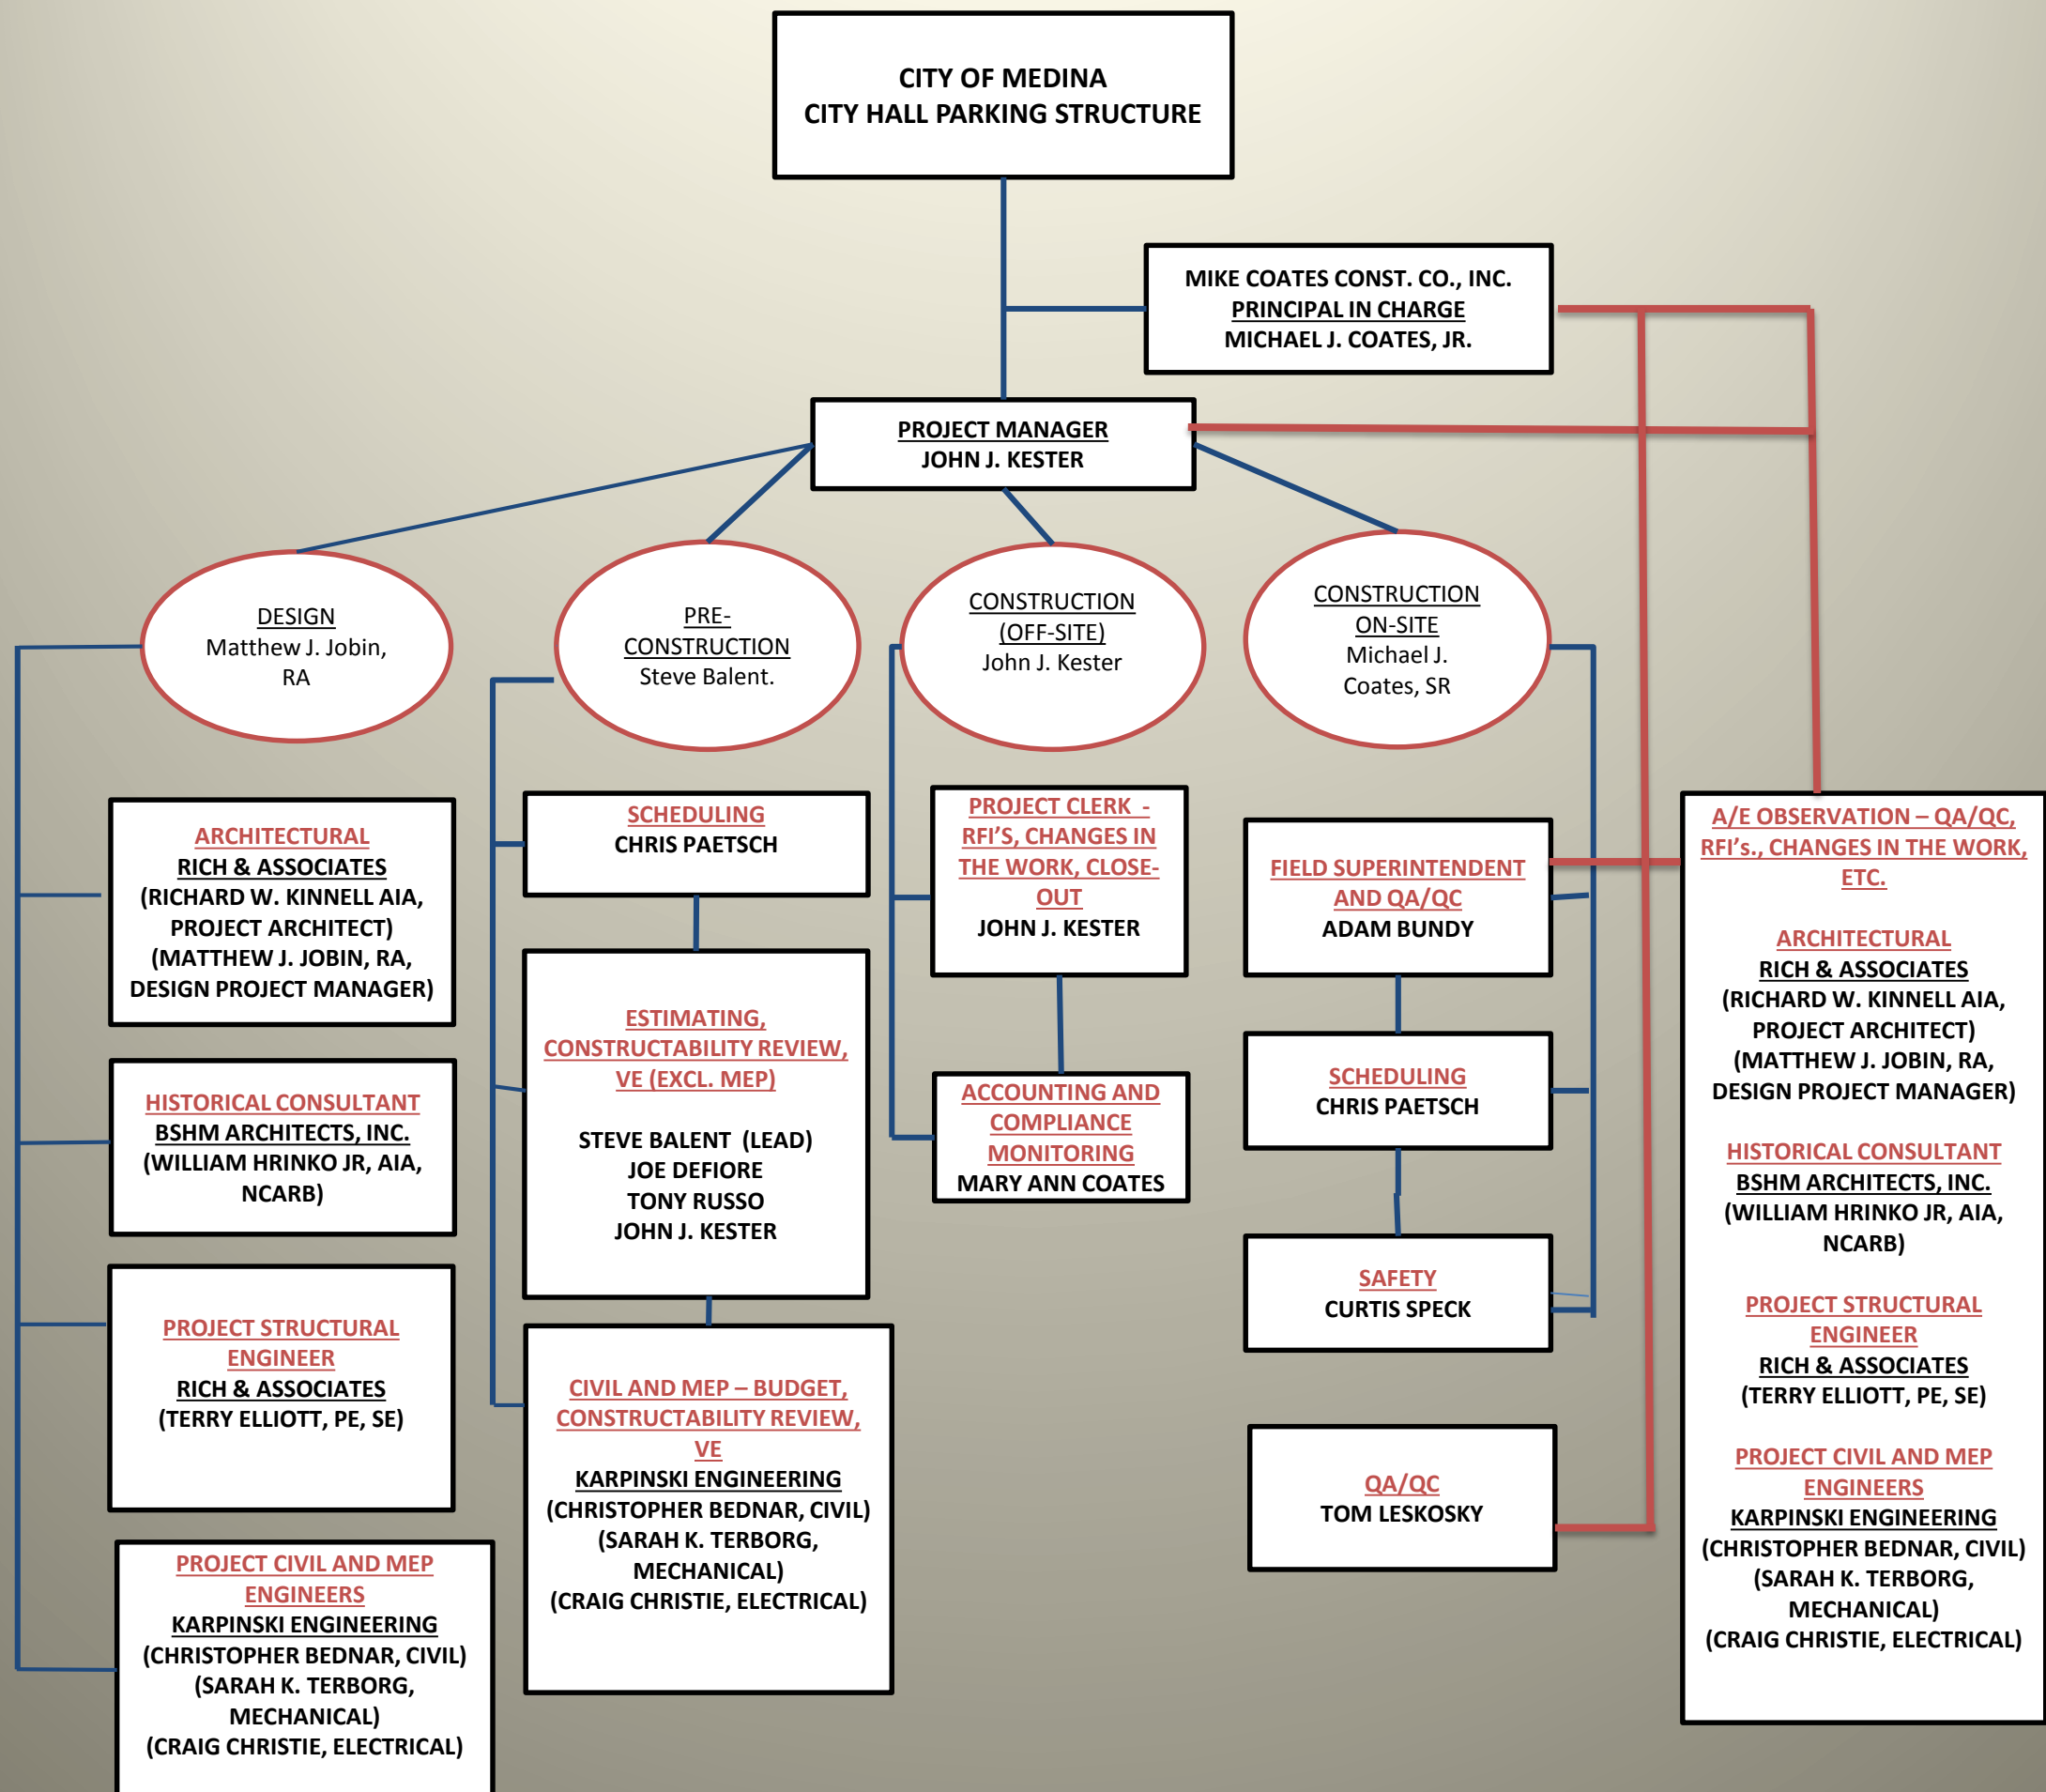 CITY OF MEDINA
CITY HALL PARKING STRUCTURE
MIKE COATES CONST. CO., INC.
PRINCIPAL IN CHARGE
MICHAEL J. COATES, JR.
PROJECT MANAGER
JOHN J. KESTER
DESIGN
Matthew J. Jobin,
RA
PRE-
CONSTRUCTION
Steve Balent.
CONSTRUCTION
(OFF-SITE)
John J. Kester
CONSTRUCTION
ON-SITE
Michael J.
Coates, SR
ARCHITECTURAL
RICH & ASSOCIATES
(RICHARD W. KINNELL AIA,
PROJECT ARCHITECT)
(MATTHEW J. JOBIN, RA,
DESIGN PROJECT MANAGER)
HISTORICAL CONSULTANT
BSHM ARCHITECTS, INC.
(WILLIAM HRINKO JR, AIA,
NCARB)
PROJECT STRUCTURAL
ENGINEER
RICH & ASSOCIATES
(TERRY ELLIOTT, PE, SE)
PROJECT CIVIL AND MEP
ENGINEERS
KARPINSKI ENGINEERING
(CHRISTOPHER BEDNAR, CIVIL)
(SARAH K. TERBORG,
MECHANICAL)
(CRAIG CHRISTIE, ELECTRICAL)
SCHEDULING
CHRIS PAETSCH
ESTIMATING,
CONSTRUCTABILITY REVIEW,
VE (EXCL. MEP)
STEVE BALENT (LEAD)
JOE DEFIORE
TONY RUSSO
JOHN J. KESTER
CIVIL AND MEP – BUDGET,
CONSTRUCTABILITY REVIEW,
VE
KARPINSKI ENGINEERING
(CHRISTOPHER BEDNAR, CIVIL)
(SARAH K. TERBORG,
MECHANICAL)
(CRAIG CHRISTIE, ELECTRICAL)
PROJECT CLERK -
RFI'S, CHANGES IN
THE WORK, CLOSE-
OUT
JOHN J. KESTER
ACCOUNTING AND
COMPLIANCE
MONITORING
MARY ANN COATES
FIELD SUPERINTENDENT
AND QA/QC
ADAM BUNDY
SCHEDULING
CHRIS PAETSCH
SAFETY
CURTIS SPECK
QA/QC
TOM LESKOSKY
A/E OBSERVATION – QA/QC,
RFI's., CHANGES IN THE WORK,
ETC.
ARCHITECTURAL
RICH & ASSOCIATES
(RICHARD W. KINNELL AIA,
PROJECT ARCHITECT)
(MATTHEW J. JOBIN, RA,
DESIGN PROJECT MANAGER)
HISTORICAL CONSULTANT
BSHM ARCHITECTS, INC.
(WILLIAM HRINKO JR, AIA,
NCARB)
PROJECT STRUCTURAL
ENGINEER
RICH & ASSOCIATES
(TERRY ELLIOTT, PE, SE)
PROJECT CIVIL AND MEP
ENGINEERS
KARPINSKI ENGINEERING
(CHRISTOPHER BEDNAR, CIVIL)
(SARAH K. TERBORG,
MECHANICAL)
(CRAIG CHRISTIE, ELECTRICAL)